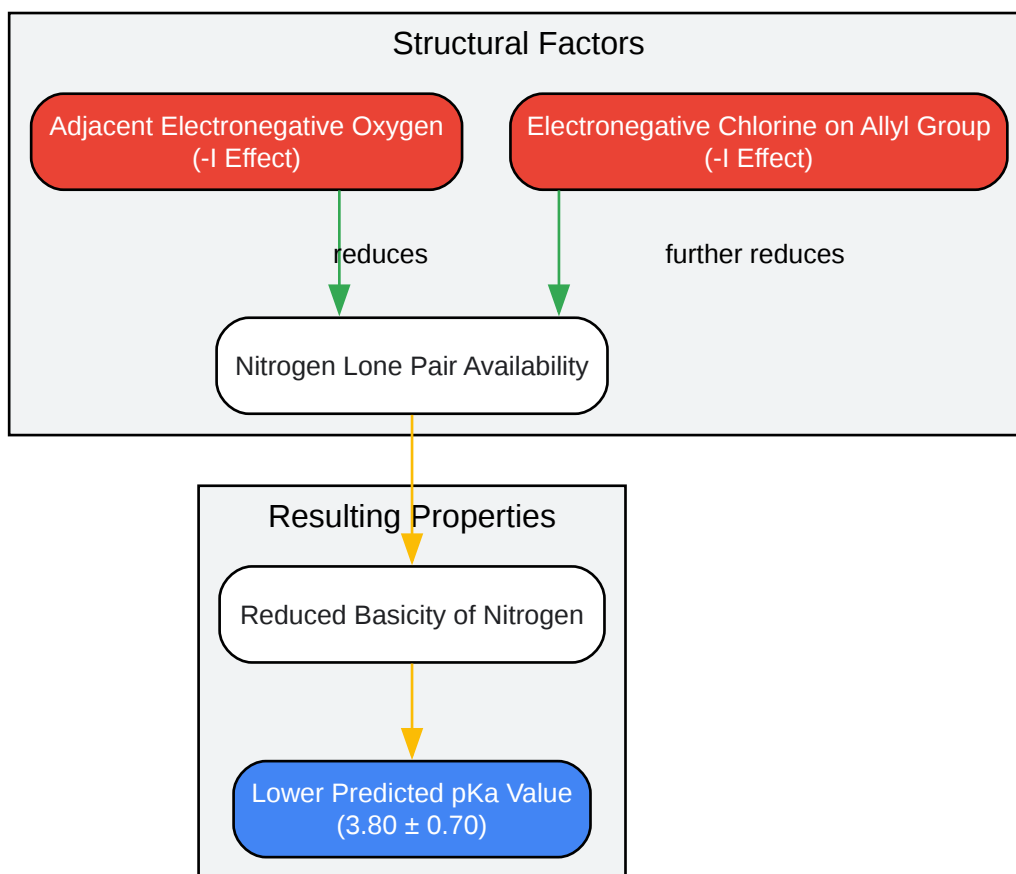 Structural Factors
Adjacent Electronegative Oxygen
(-I Effect)
Electronegative Chlorine on Allyl Group
(-I Effect)
reduces
further reduces
Nitrogen Lone Pair Availability
Resulting Properties
Reduced Basicity of Nitrogen
Lower Predicted pKa Value
(3.80 ± 0.70)